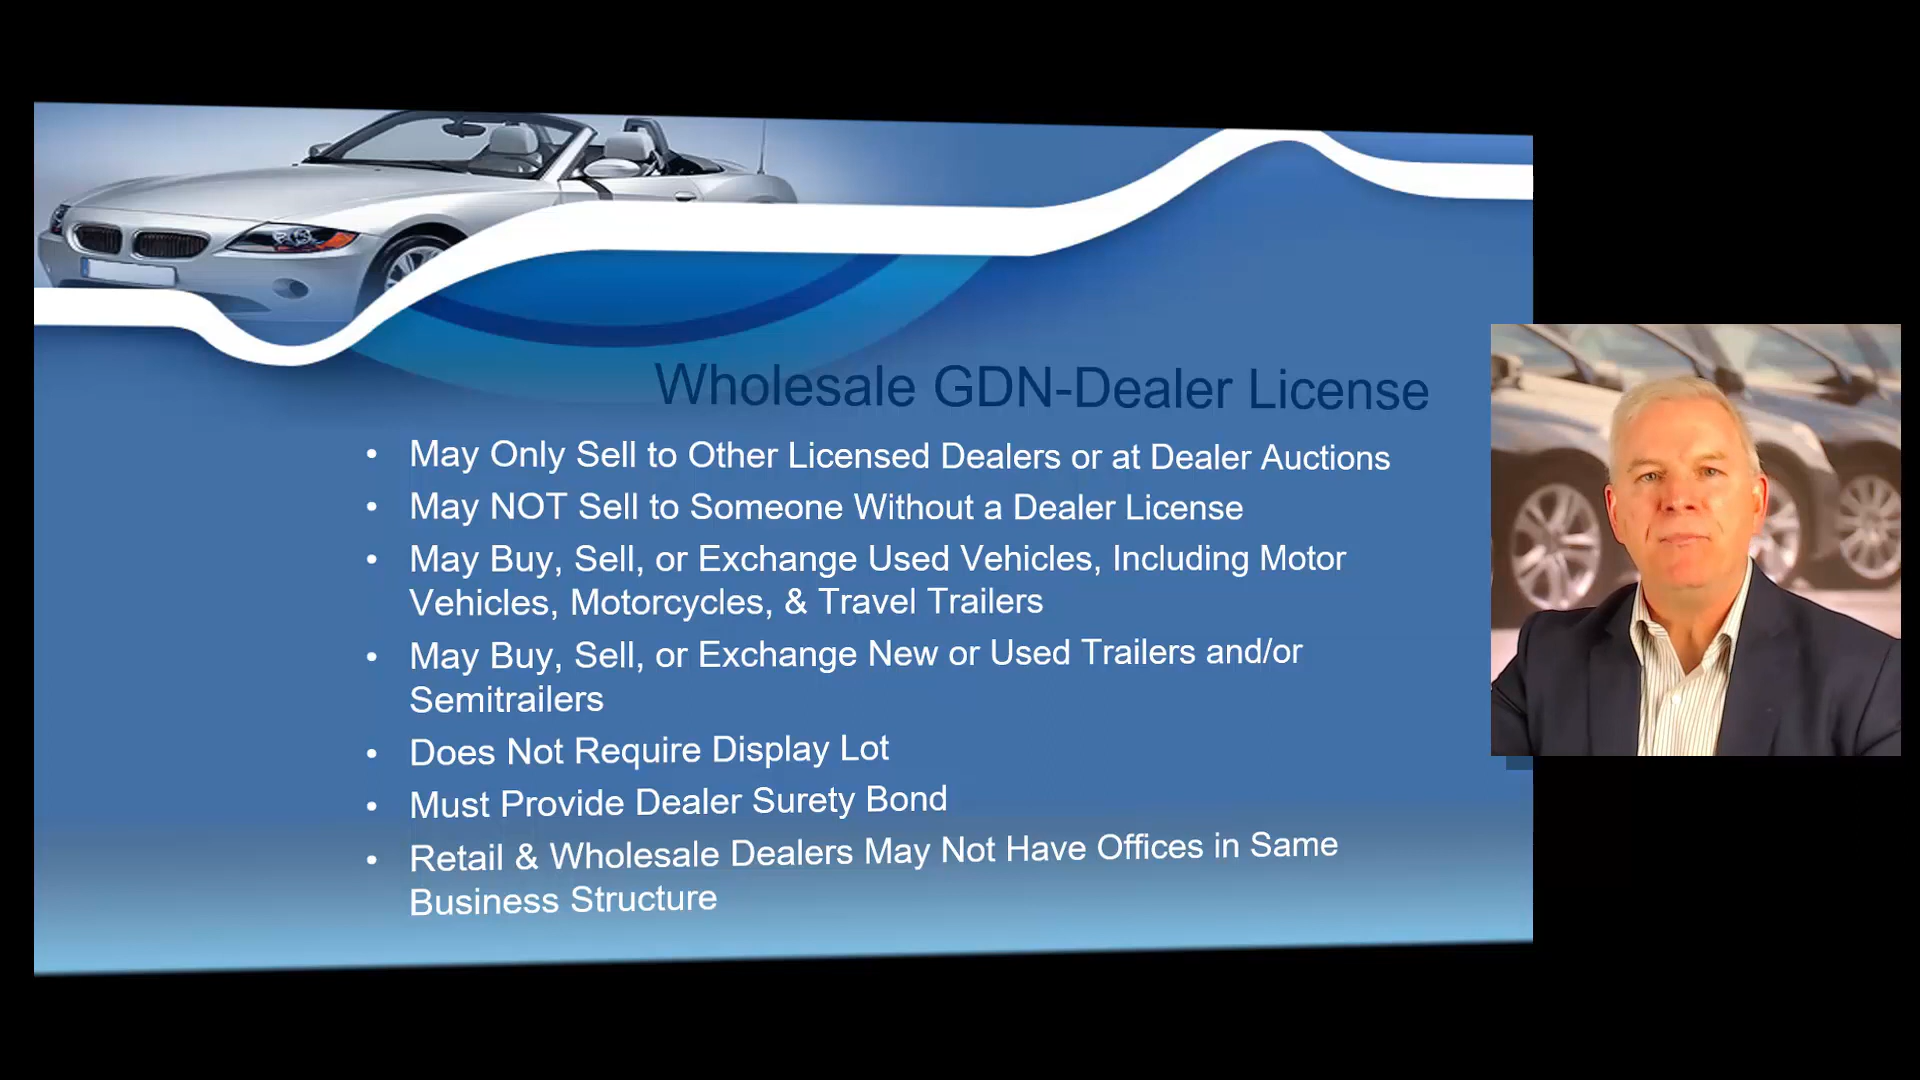 Wholesale GDN-Dealer License
• May Only Sell to Other Licensed Dealers or at Dealer Auctions
• May NOT Sell to Someone Without a Dealer License
• May Buy, Sell, or Exchange Used Vehicles, Including Motor
Vehicles, Motorcycles, & Travel Trailers
• May Buy, Sell, or Exchange New or Used Trailers and/or
Semitrailers
• Does Not Require Display Lot
• Must Provide Dealer Surety Bond
• Retail & Wholesale Dealers May Not Have Offices in Same
Business Structure